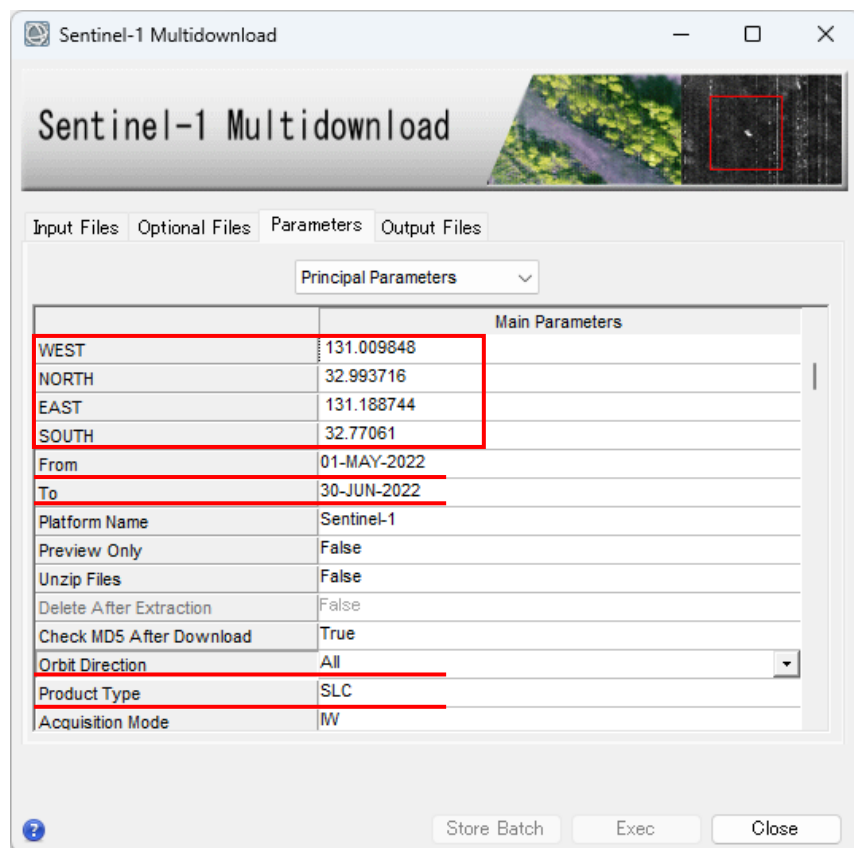 Sentinel-1 Multidownload
Sentinel-1 Multidownload
Input Files Optional Files Parameters Output Files
Principal Parameters
Main Parameters
WEST 131.009848
NORTH 32.993716
EAST 131.188744
SOUTH 32.77061
From 01-MAY-2022
To 30-JUN-2022
Platform Name Sentinel-1
Preview Only False
Unzip Files False
Delete After Extraction False
Check MD5 After Download True
Orbit Direction All
Product Type SLC
Acquisition Mode IW
Store Batch Exec Close